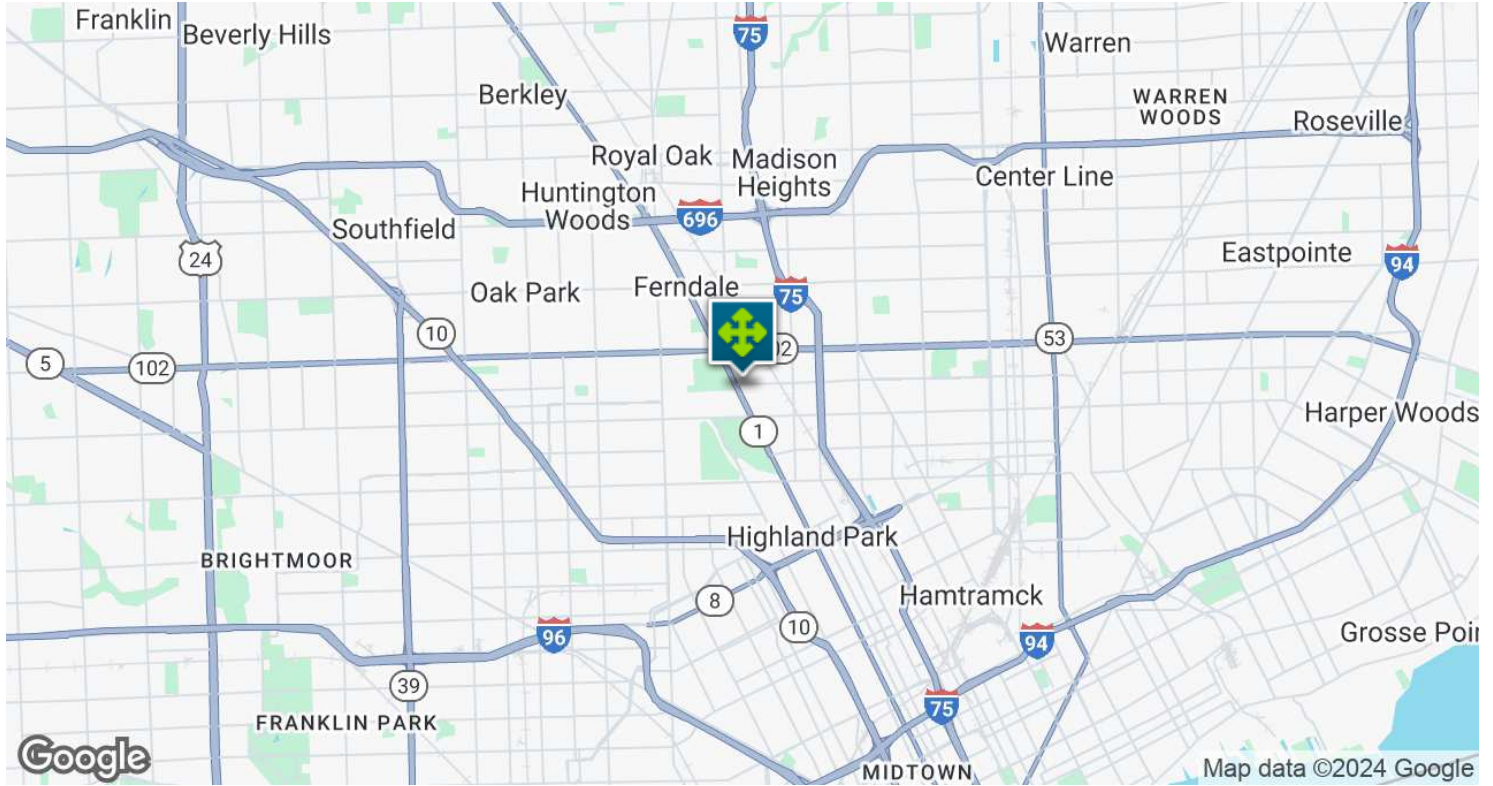 Franklin
Beverly Hills
75
Warren
Berkley
WARREN
WOODS
Roseville
Royal Oak
Madison
Heights
Center Line
Huntington
Woods
696
Southfield
24
Eastpointe
94
Oak Park
Ferndale
75
10
02
53
5
102
Harper Woods
1
Highland Park
BRIGHTMOOR
Hamtramck
8
10
96
94
Grosse Poi
39
75
FRANKLIN PARK
Google
MIDTOWN
Map data ©2024 Google